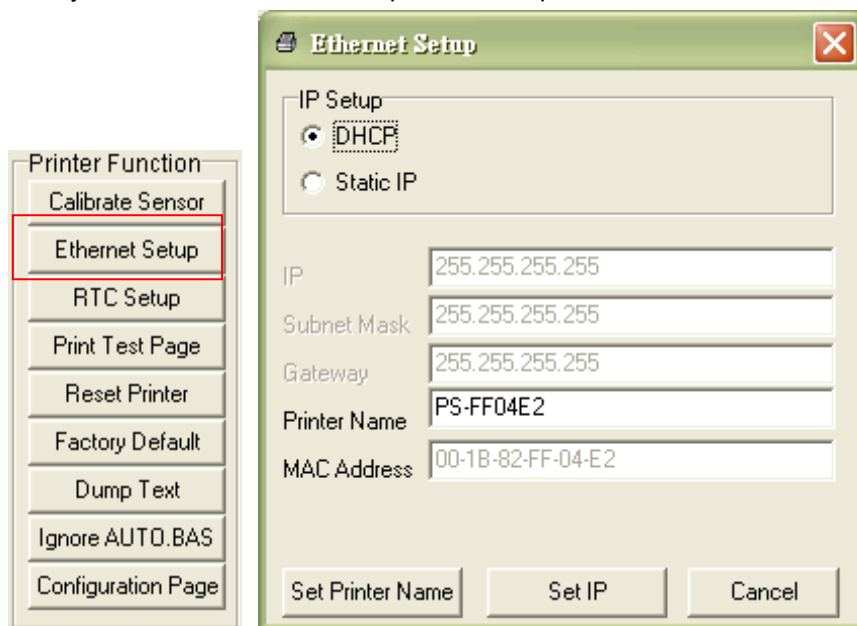 Printer Function
Calibrate Sensor
Ethernet Setup
RTC Setup
Print Test Page
Reset Printer
Factory Default
Dump Text
Ignore AUTO.BAS
Configuration Page
Ethernet Setup
IP Setup
DHCP
Static IP
IP 255.255.255.255
Subnet Mask 255.255.255.255
Gateway 255.255.255.255
Printer Name PS-FF04E2
MAC Address 00-1B-82-FF-04-E2
Set Printer Name Set IP Cancel